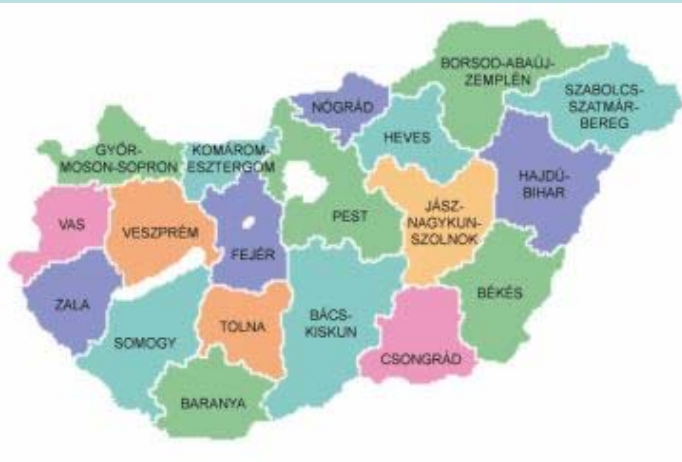 BORSOD-ABAÚJ-
ZEMPLÉN
SZABOLCS-
SZATMÁR-
BEREG
NÓGRÁD
HEVES
GYŐR-
MOSON-SOPRON
KOMÁROM-
ESZTERGOM
HAJDÚ-
BIHAR
PEST
JÁSZ-
NAGYKUN-
SZOLNOK
VAS
VESZPRÉM
FEJÉR
BÉKÉS
ZALA
SOMOGY
TOLNA
BÁCS-
KISKUN
CSONGRÁD
BARANYA